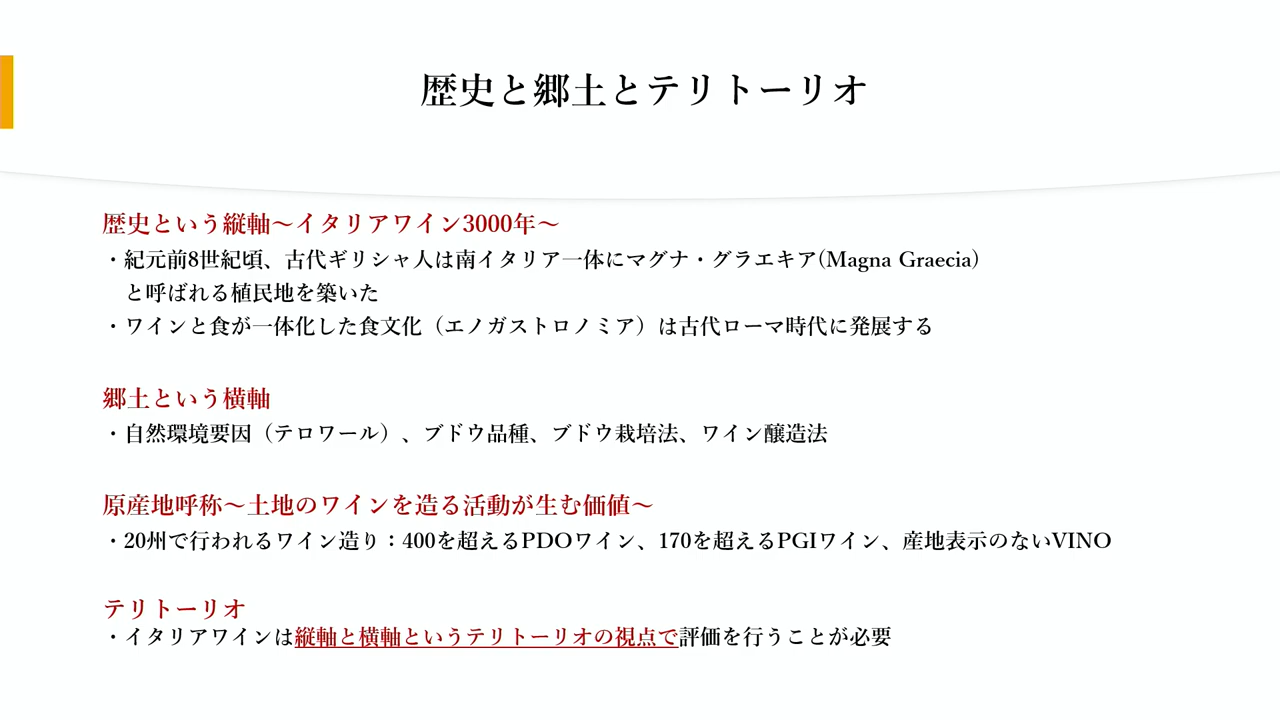 歴史と郷土とテリトーリオ
歴史という縦軸～イタリアワイン3000年～
・紀元前8世紀頃、古代ギリシャ人は南イタリア一体にマグナ・グラエキア(Magna Graecia)
と呼ばれる植民地を築いた
・ワインと食が一体化した食文化（エノガストロノミア）は古代ローマ時代に発展する
郷土という横軸
・自然環境要因（テロワール）、ブドウ品種、ブドウ栽培法、ワイン醸造法
原産地呼称～土地のワインを造る活動が生む価値～
・20州で行われるワイン造り：400を超えるPDOワイン、170を超えるPGIワイン、産地表示のないVINO
テリトーリオ
・イタリアワインは縦軸と横軸というテリトーリオの視点で評価を行うことが必要